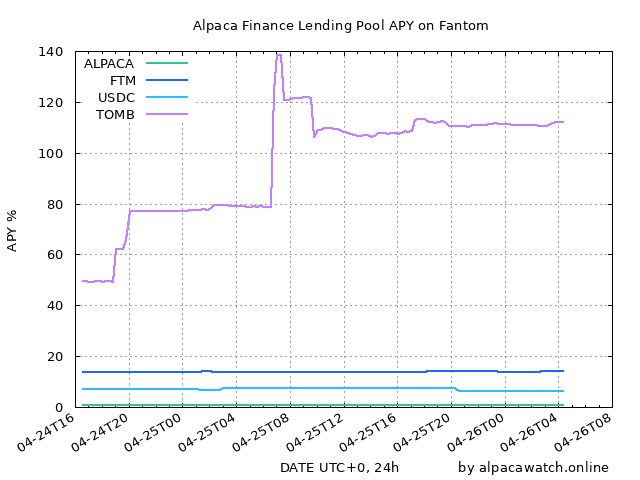 Alpaca Finance Lending Pool APY on Fantom
APY %
140
120
100
80
60
40
20
0
ALPACA
FTM
USDC
TOMB
04-24T16
04-24T20
04-25T00
04-25T04
04-25T08
04-25T12
04-25T16
04-25T20
04-26T00
04-26T04
04-26T08
DATE UTC+0, 24h
by alpacawatch.online